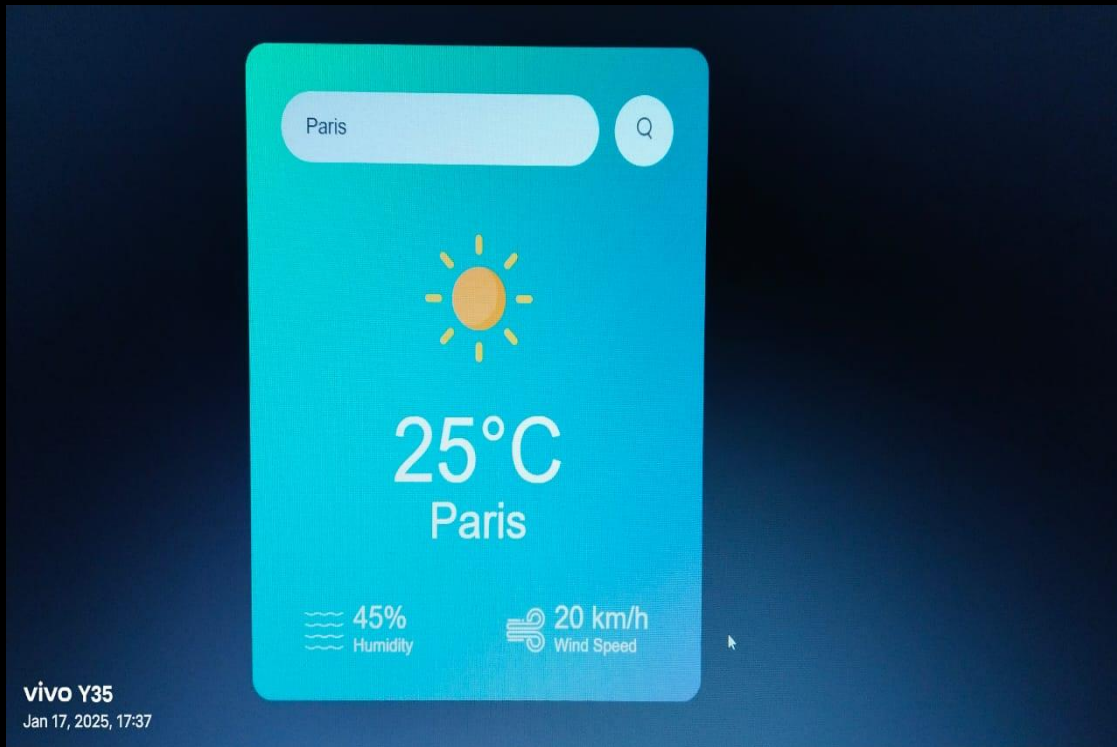 Paris
25°C
Paris
45%
Humidity
20 km/h
Wind Speed
vivo Y35
Jan 17, 2025, 17:37